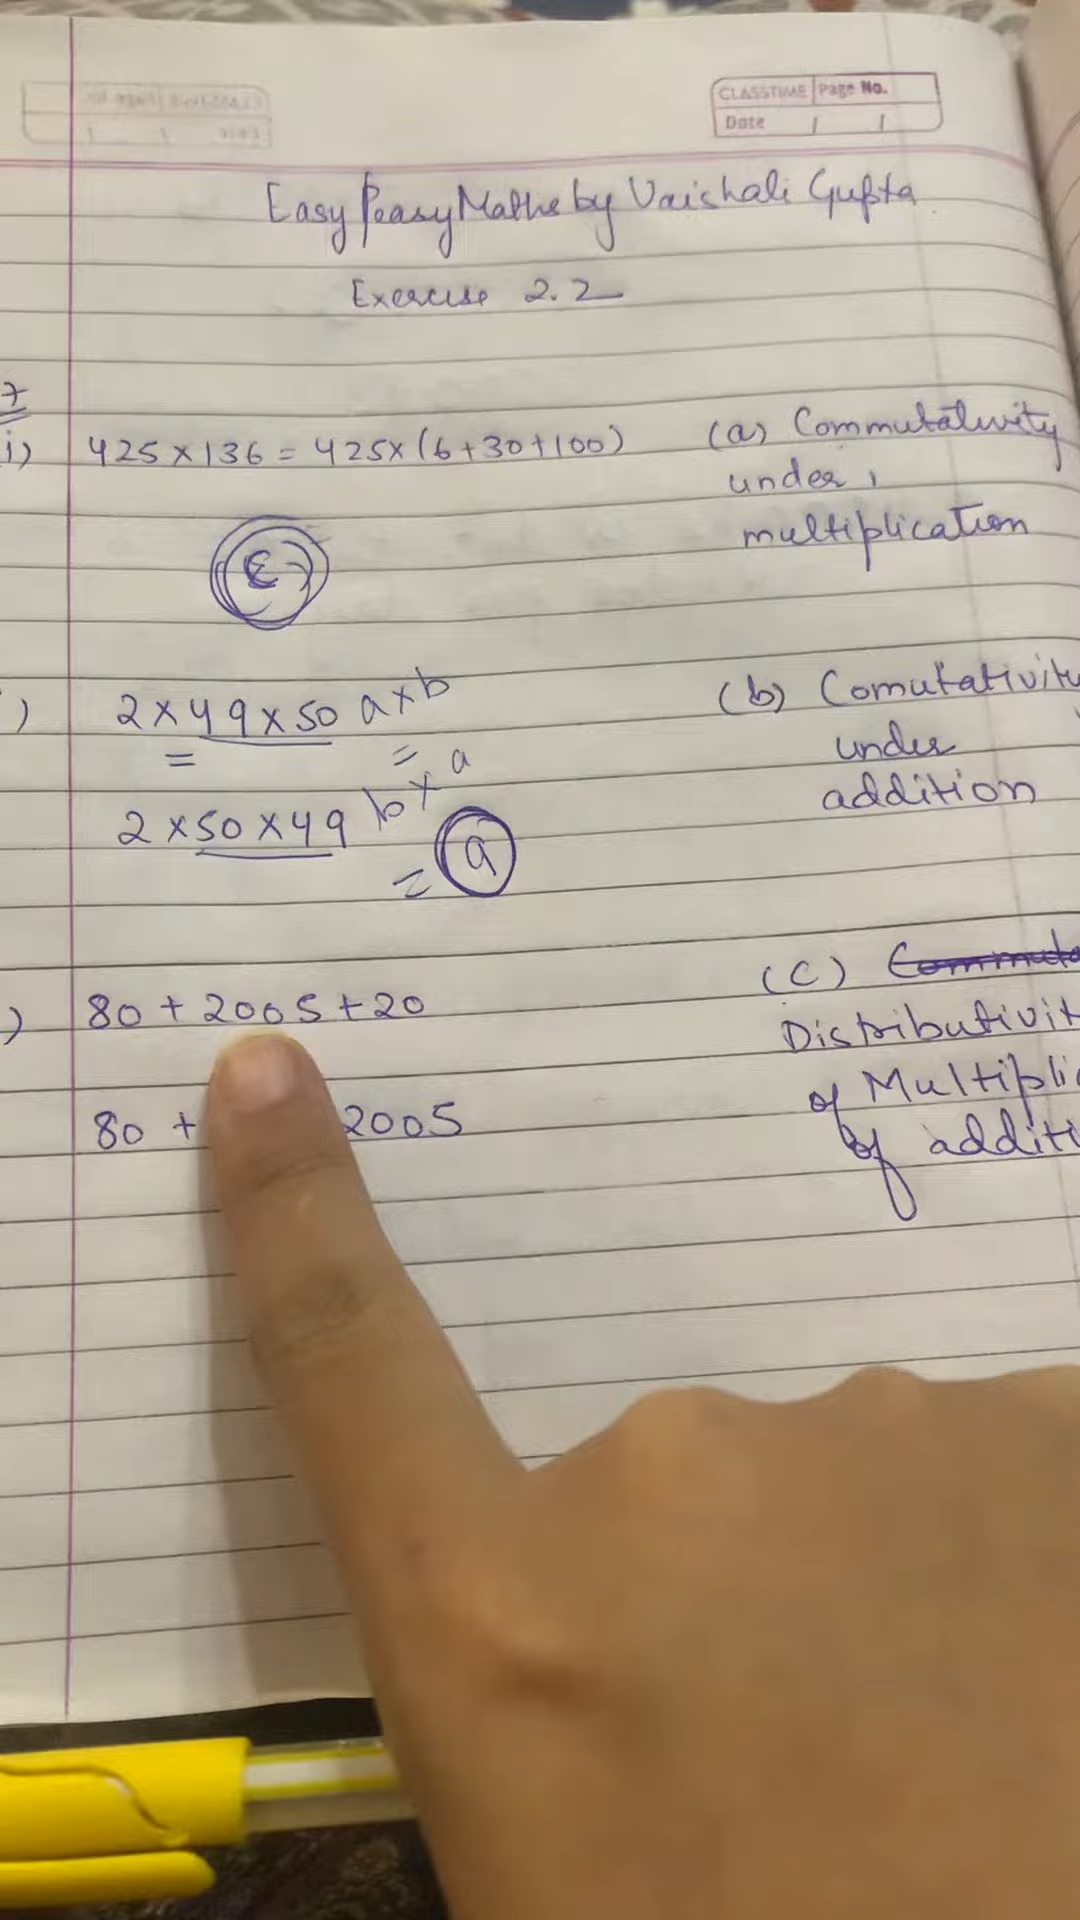 CLASSTIME Page No.
Date / /
Easy Peasy Maths by Vaishali Gupta
Exercise 2.2
7
i) 425 × 136 = 425 × (6+30+100) (a) Commutativity
under
multiplication
(c)
) 2 × 49 × 50 a × b (b) Comutativity
= = a under
2 × 50 × 49 b × addition
= (a)
) 80 + 2005 + 20 (C)
Distributivit
80 + 2005 of Multiplic
of additi